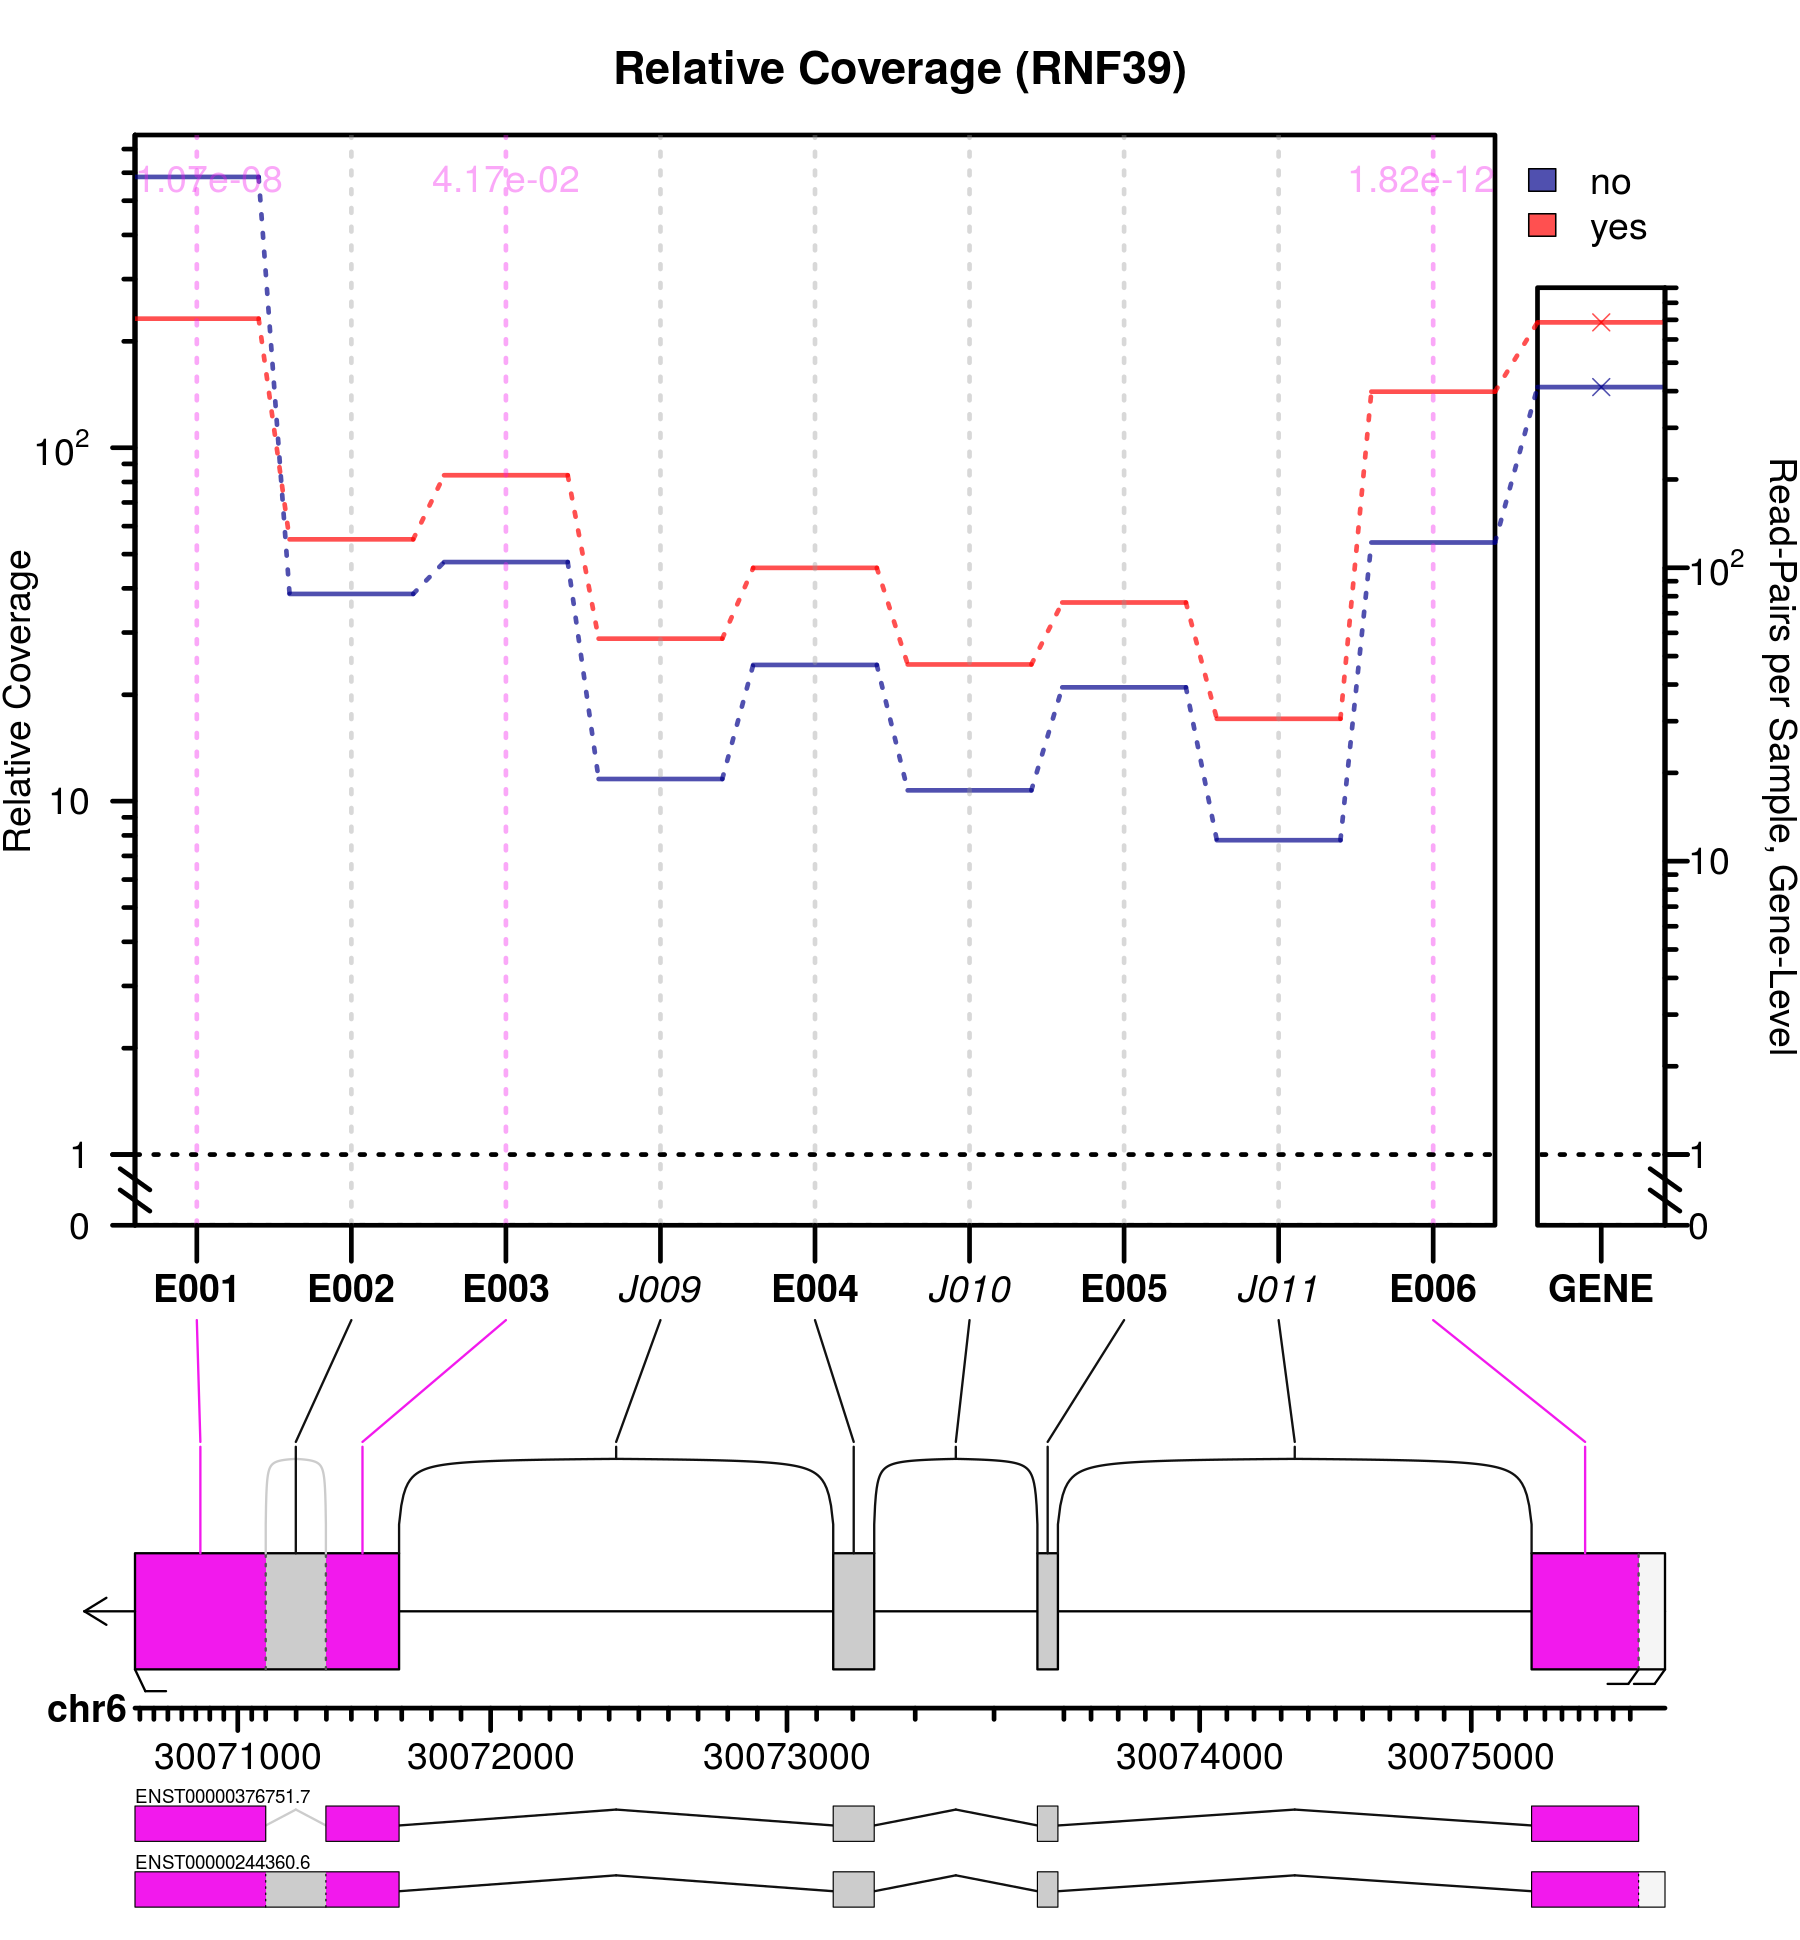 Relative Coverage (RNF39)
1.07e-08 4.17e-02 1.82e-12
no
yes
Relative Coverage
10²
10
1
0
Read-Pairs per Sample, Gene-Level
10²
10
1
0
E001 E002 E003 J009 E004 J010 E005 J011 E006 GENE
chr6
30071000 30072000 30073000 30074000 30075000
ENST00000376751.7
ENST00000244360.6